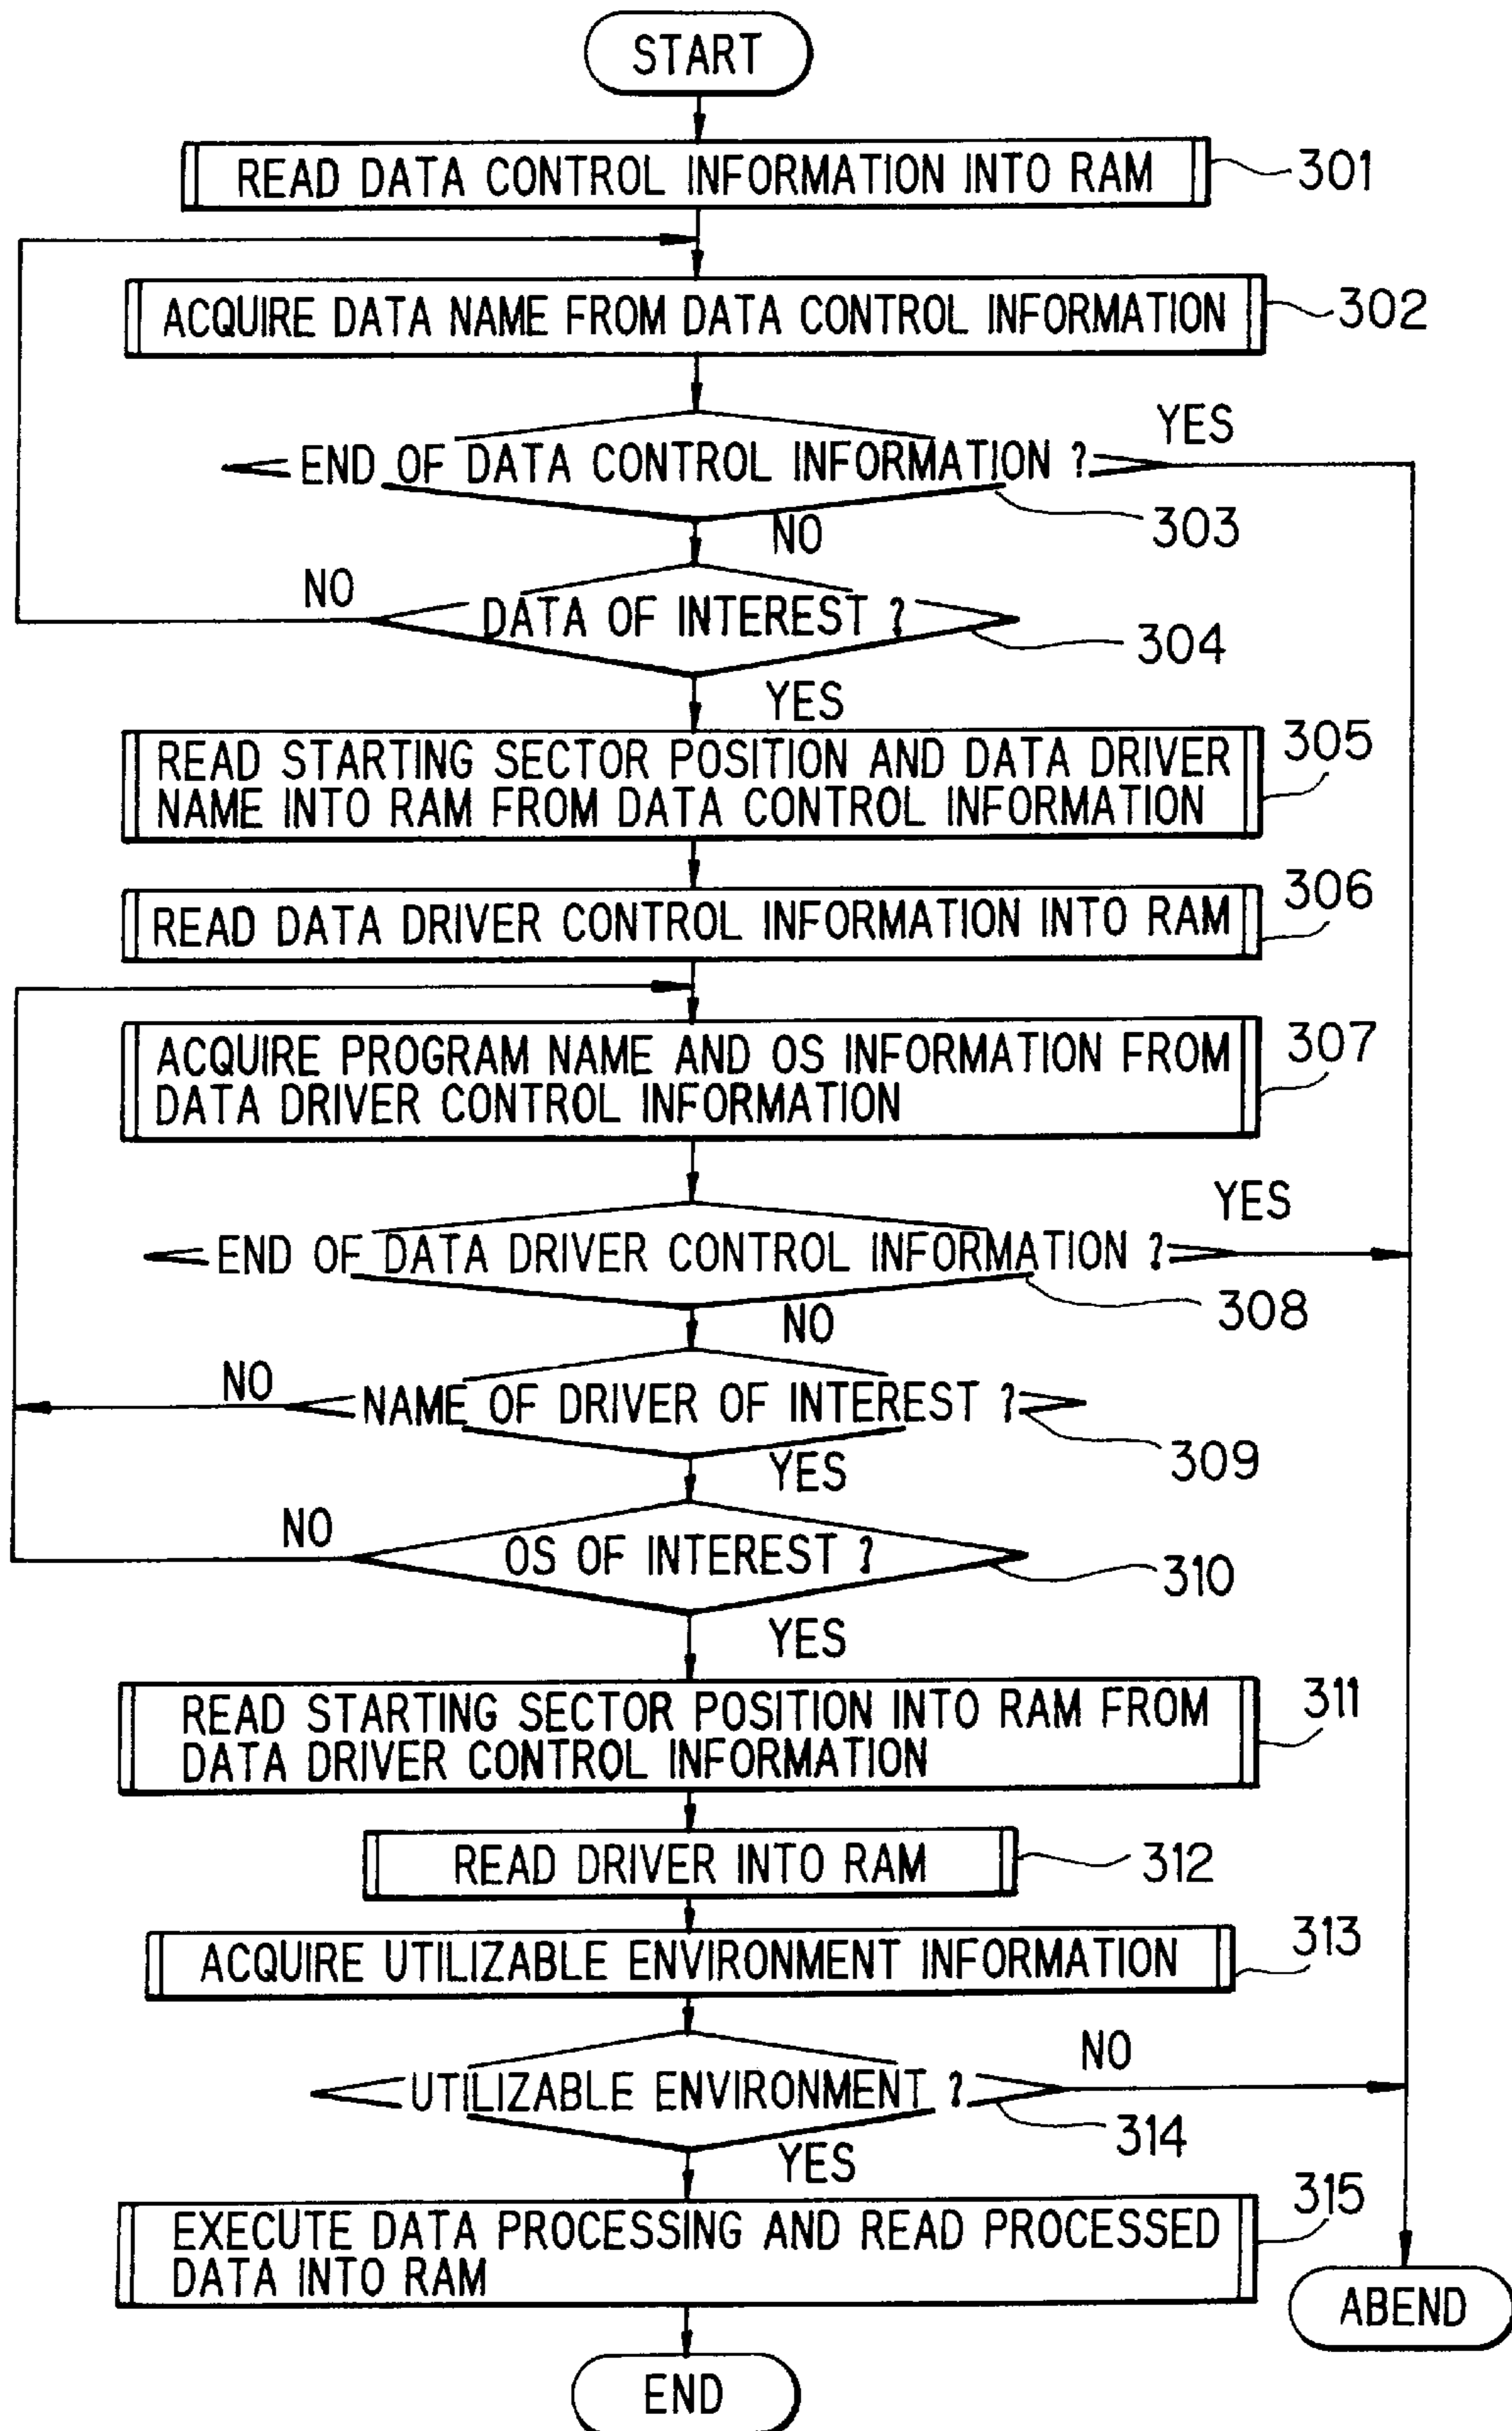 START
READ DATA CONTROL INFORMATION INTO RAM
301
ACQUIRE DATA NAME FROM DATA CONTROL INFORMATION
302
YES
END OF DATA CONTROL INFORMATION ?
303
NO
NO
DATA OF INTEREST ?
304
YES
READ STARTING SECTOR POSITION AND DATA DRIVER
NAME INTO RAM FROM DATA CONTROL INFORMATION
305
READ DATA DRIVER CONTROL INFORMATION INTO RAM
306
ACQUIRE PROGRAM NAME AND OS INFORMATION FROM
DATA DRIVER CONTROL INFORMATION
307
YES
END OF DATA DRIVER CONTROL INFORMATION ?
308
NO
NO
NAME OF DRIVER OF INTEREST ?
309
YES
NO
OS OF INTEREST ?
310
YES
READ STARTING SECTOR POSITION INTO RAM FROM
DATA DRIVER CONTROL INFORMATION
311
READ DRIVER INTO RAM
312
ACQUIRE UTILIZABLE ENVIRONMENT INFORMATION
313
NO
UTILIZABLE ENVIRONMENT ?
314
YES
EXECUTE DATA PROCESSING AND READ PROCESSED
DATA INTO RAM
315
ABEND
END